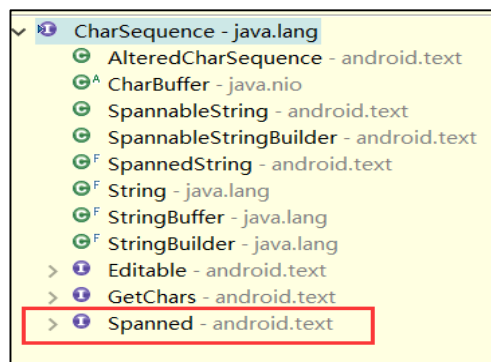 CharSequence - java.lang
AlteredCharSequence - android.text
CharBuffer - java.nio
SpannableString - android.text
SpannableStringBuilder - android.text
SpannedString - android.text
String - java.lang
StringBuffer - java.lang
StringBuilder - java.lang
Editable - android.text
GetChars - android.text
Spanned - android.text